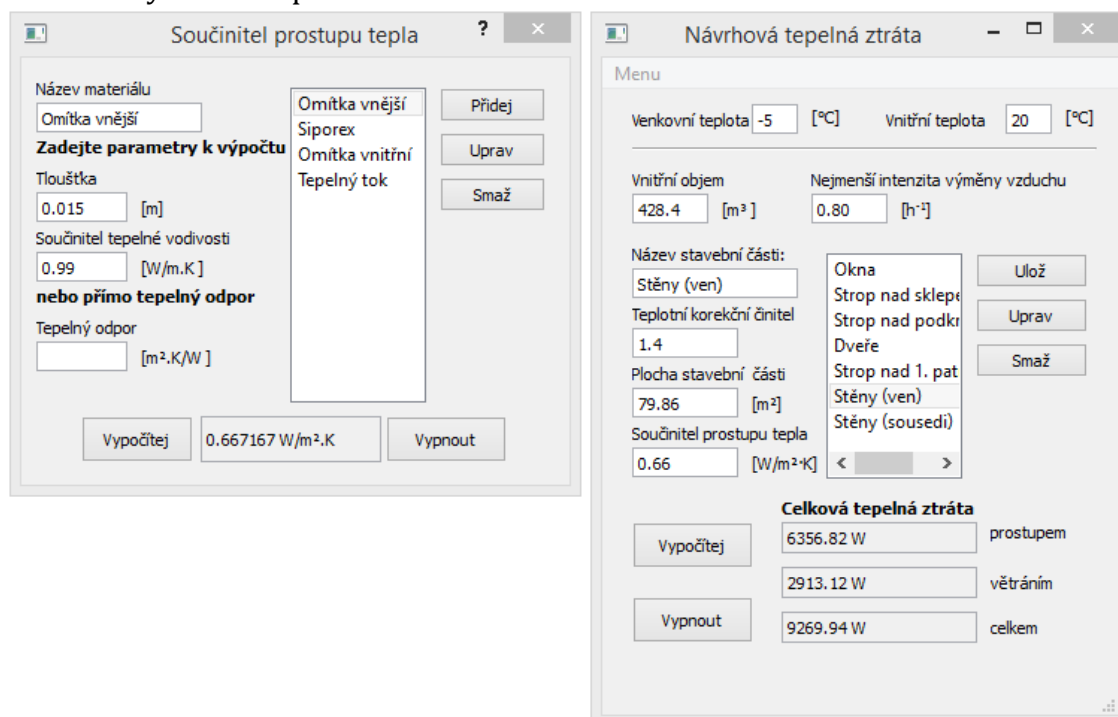 Součinitel prostupu tepla
?
Název materiálu
Omítka vnější
Zadejte parametry k výpočtu
Tloušťka
0.015 [m]
Součinitel tepelné vodivosti
0.99 [W/m.K]
nebo přímo tepelný odpor
Tepelný odpor
[m².K/W ]
Omítka vnější
Siporex
Omítka vnitřní
Tepelný tok
Přidej
Uprav
Smaž
Vypočítej
0.667167 W/m².K
Vypnout
Návrhová tepelná ztráta
Menu
Venkovní teplota -5 [°C] Vnitřní teplota 20 [°C]
Vnitřní objem
428.4 [m³ ]
Nejmenší intenzita výměny vzduchu
0.80 [h⁻¹]
Název stavební části:
Stěny (ven)
Teplotní korekční činitel
1.4
Plocha stavební části
79.86 [m²]
Součinitel prostupu tepla
0.66 [W/m²·K]
Okna
Strop nad sklepe
Strop nad podkr
Dveře
Strop nad 1. pat
Stěny (ven)
Stěny (sousedi)
Ulož
Uprav
Smaž
Celková tepelná ztráta
Vypočítej
6356.82 W prostupem
2913.12 W větráním
Vypnout
9269.94 W celkem